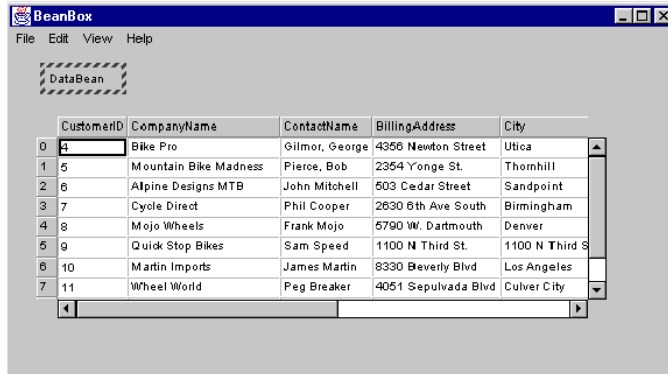 BeanBox
File Edit View Help
DataBean
CustomerID CompanyName ContactName BillingAddress City
0 4 Bike Pro Gilmor, George 4356 Newton Street Utica
1 5 Mountain Bike Madness Pierce, Bob 2354 Yonge St. Thornhill
2 6 Alpine Designs MTB John Mitchell 503 Cedar Street Sandpoint
3 7 Cycle Direct Phil Cooper 2630 6th Ave South Birmingham
4 8 Mojo Wheels Frank Mojo 5790 W. Dartmouth Denver
5 9 Quick Stop Bikes Sam Speed 1100 N Third St. 1100 N Third S
6 10 Martin Imports James Martin 8330 Beverly Blvd Los Angeles
7 11 Wheel World Peg Breaker 4051 Sepulvada Blvd Culver City